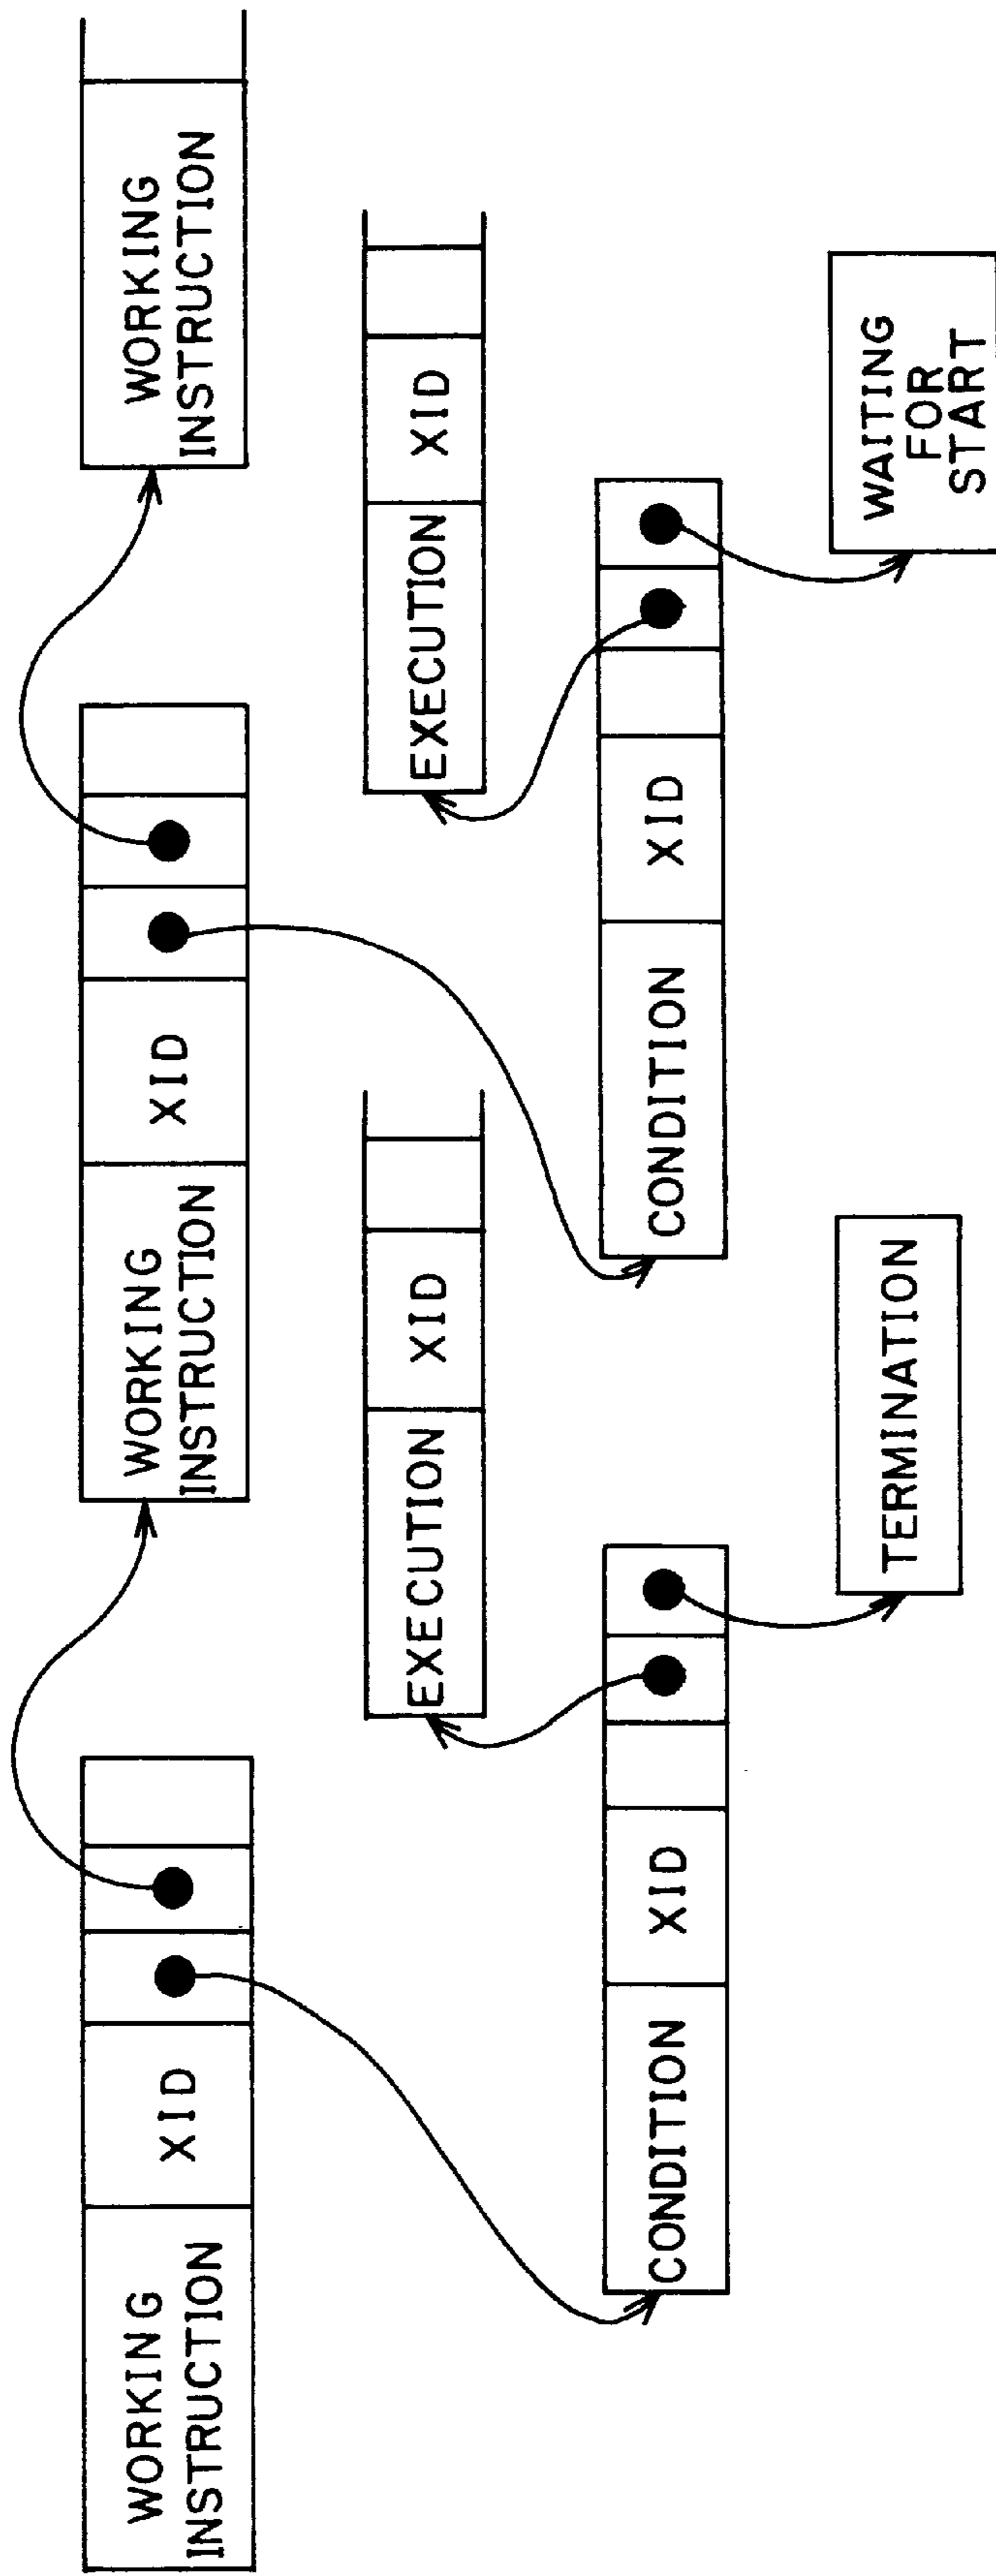 WORKING
INSTRUCTION
XID
WORKING
INSTRUCTION
XID
WORKING
INSTRUCTION
EXECUTION
XID
EXECUTION
XID
CONDITION
XID
CONDITION
XID
TERMINATION
WAITING
FOR
START